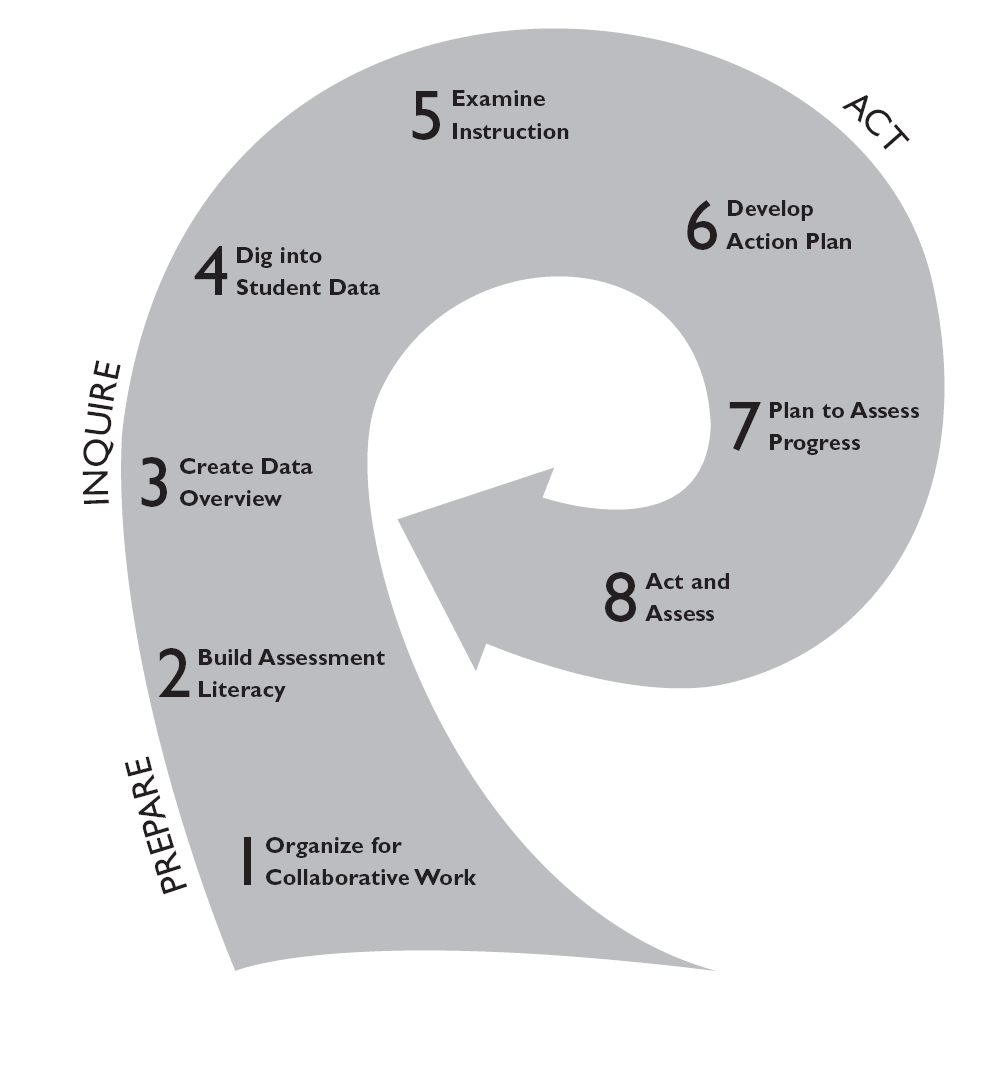 PREPARE
1 Organize for
Collaborative Work
2 Build Assessment
Literacy
INQUIRE
3 Create Data
Overview
4 Dig into
Student Data
5 Examine
Instruction
ACT
6 Develop
Action Plan
7 Plan to Assess
Progress
8 Act and
Assess